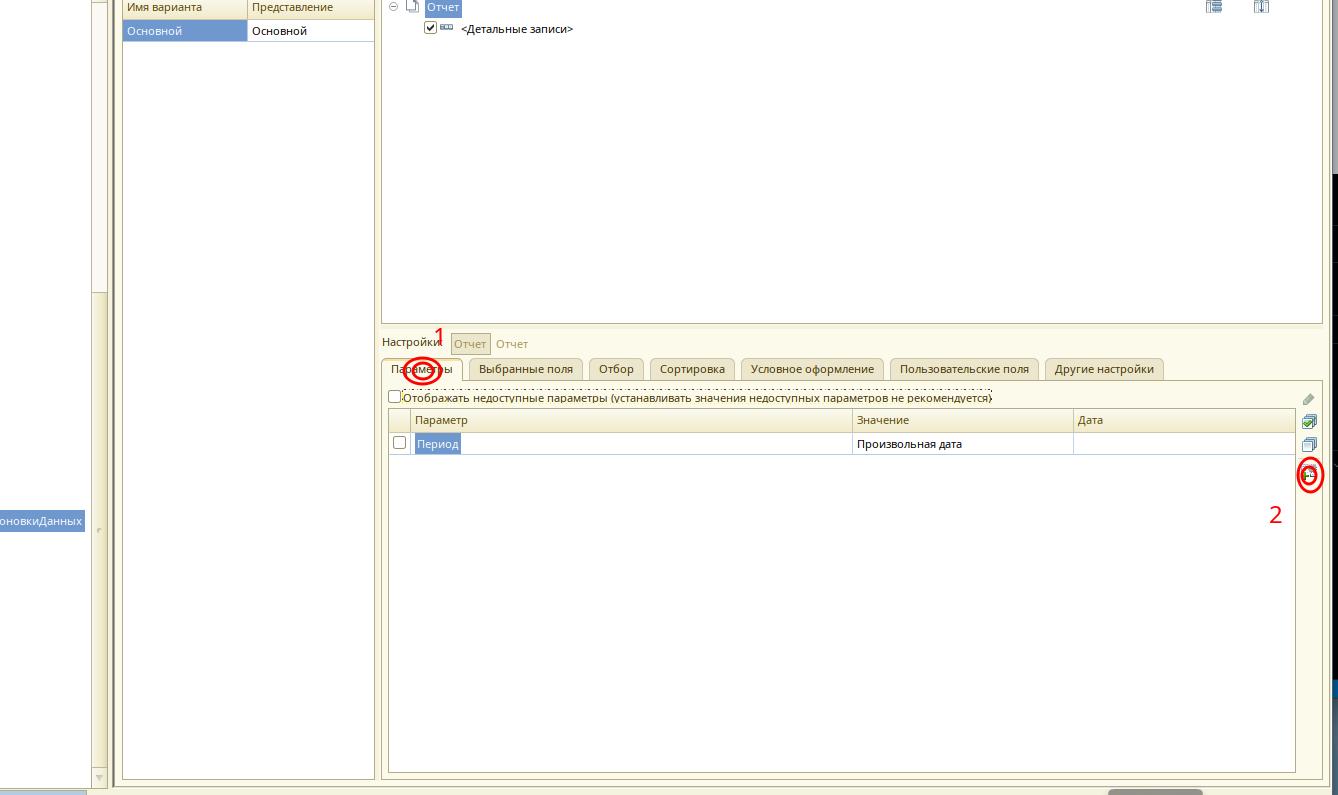 Имя варианта Представление
Отчет
Основной Основной
<Детальные записи>
1
Настройки: Отчет Отчет
Параметры Выбранные поля Отбор Сортировка Условное оформление Пользовательские поля Другие настройки
Отображать недоступные параметры (устанавливать значения недоступных параметров не рекомендуется)
Параметр Значение Дата
Период Произвольная дата
2
оновкиДанных